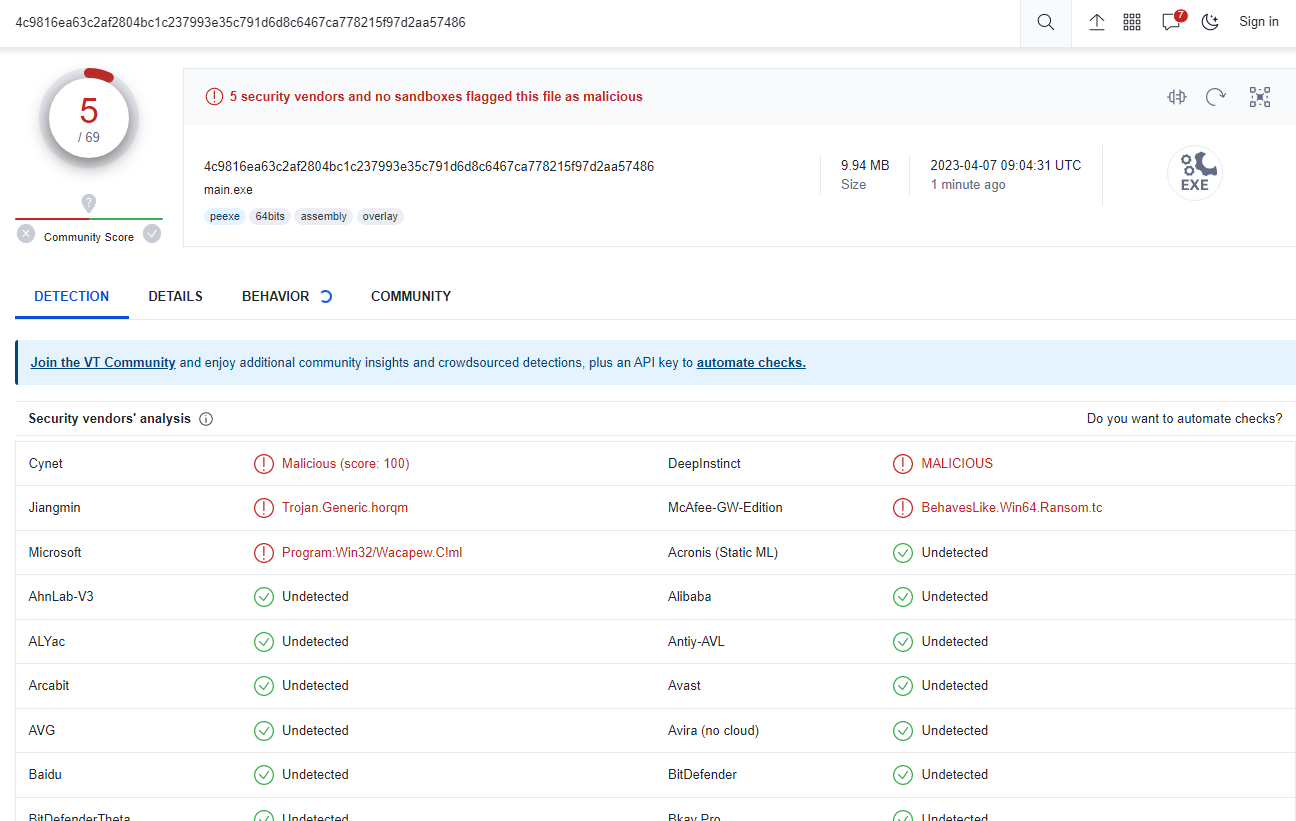 4c9816ea63c2af2804bc1c237993e35c791d6d8c6467ca778215f97d2aa57486
7
Sign in
5
/ 69
?
Community Score
5 security vendors and no sandboxes flagged this file as malicious
4c9816ea63c2af2804bc1c237993e35c791d6d8c6467ca778215f97d2aa57486
main.exe
peexe 64bits assembly overlay
9.94 MB
Size
2023-04-07 09:04:31 UTC
1 minute ago
EXE
DETECTION DETAILS BEHAVIOR COMMUNITY
Join the VT Community and enjoy additional community insights and crowdsourced detections, plus an API key to automate checks.
Security vendors' analysis Do you want to automate checks?
Cynet Malicious (score: 100) DeepInstinct MALICIOUS
Jiangmin Trojan.Generic.horqm McAfee-GW-Edition BehavesLike.Win64.Ransom.tc
Microsoft Program:Win32/Wacapew.C!ml Acronis (Static ML) Undetected
AhnLab-V3 Undetected Alibaba Undetected
ALYac Undetected Antiy-AVL Undetected
Arcabit Undetected Avast Undetected
AVG Undetected Avira (no cloud) Undetected
Baidu Undetected BitDefender Undetected
BitDefenderTheta Undetected Bkav Pro Undetected